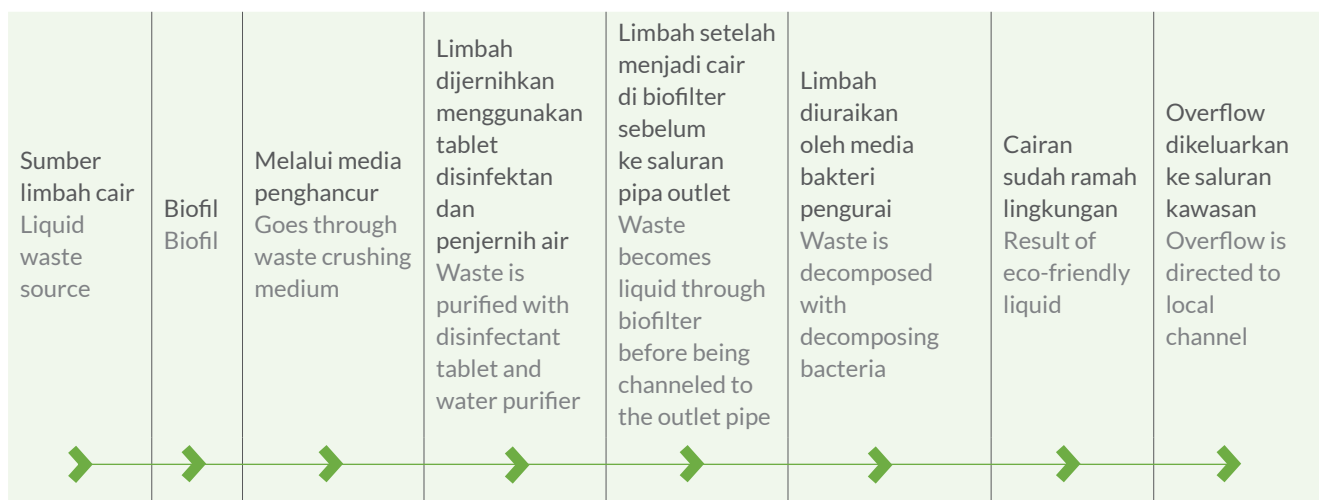 Sumber
limbah cair
Liquid
waste
source
Biofil
Biofil
Melalui media
penghancur
Goes through
waste crushing
medium
Limbah
dijernihkan
menggunakan
tablet
disinfektan
dan
penjernih air
Waste is
purified with
disinfectant
tablet and
water purifier
Limbah setelah
menjadi cair
di biofilter
sebelum
ke saluran
pipa outlet
Waste
becomes
liquid through
biofilter
before being
channeled to
the outlet pipe
Limbah
diuraikan
oleh media
bakteri
pengurai
Waste is
decomposed
with
decomposing
bacteria
Cairan
sudah ramah
lingkungan
Result of
eco-friendly
liquid
Overflow
dikeluarkan
ke saluran
kawasan
Overflow is
directed to
local
channel